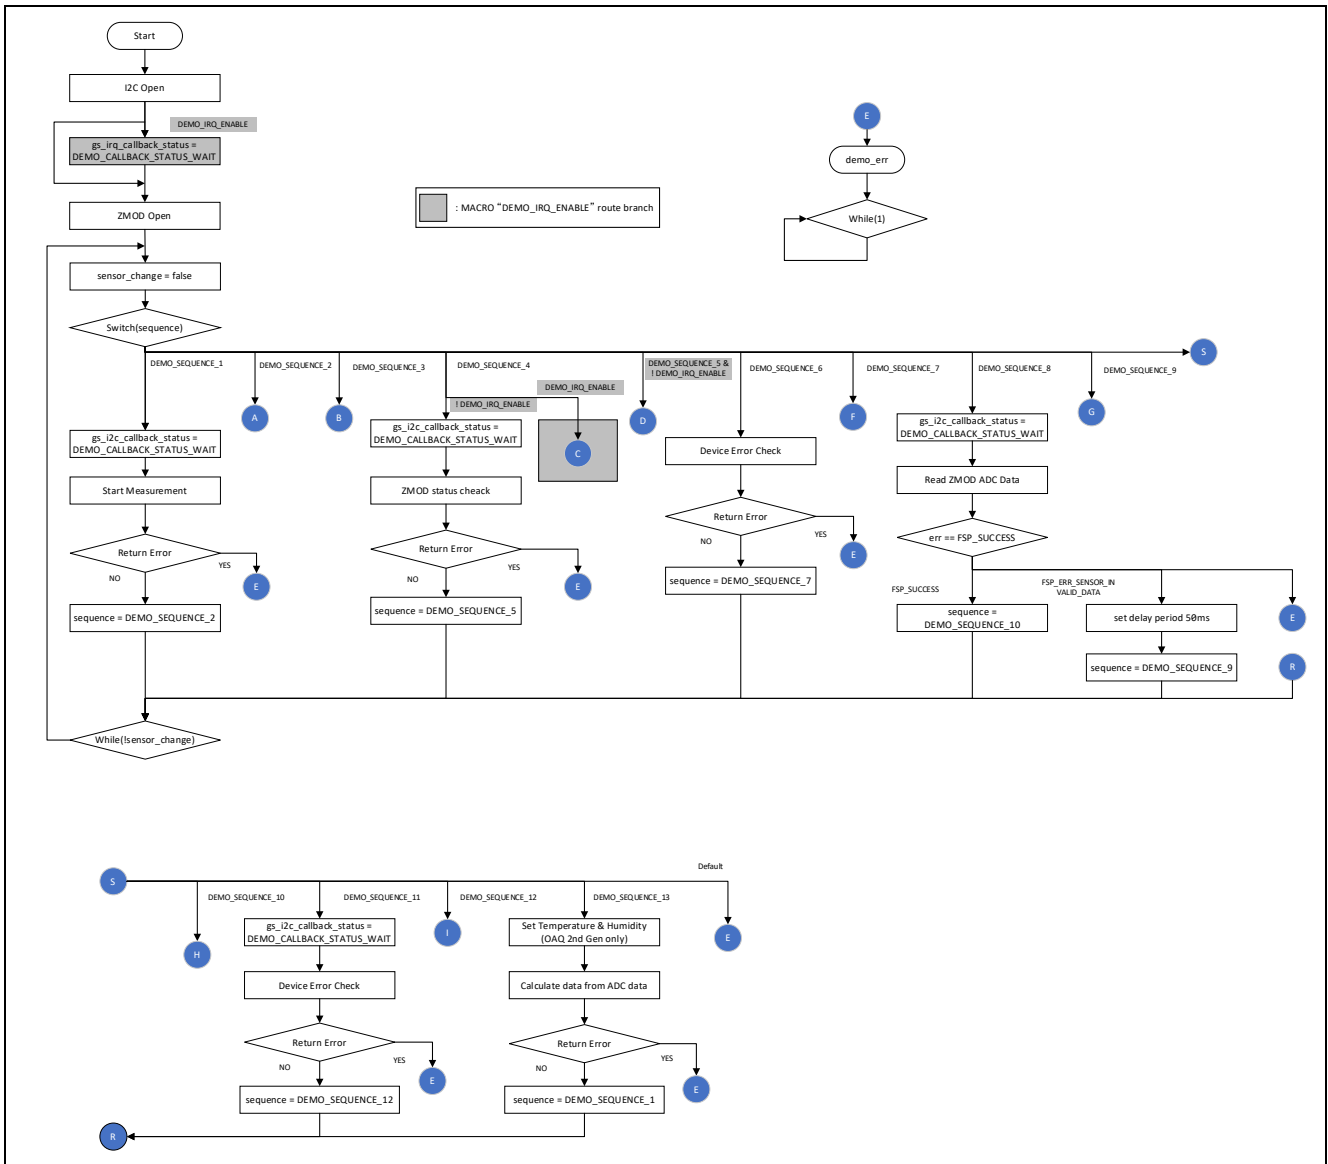 Start
I2C Open
DEMO_IRQ_ENABLE
gs_irq_callback_status =
DEMO_CALLBACK_STATUS_WAIT
ZMOD Open
sensor_change = false
Switch(sequence)
: MACRO “DEMO_IRQ_ENABLE” route branch
E
demo_err
While(1)
DEMO_SEQUENCE_1
DEMO_SEQUENCE_2
DEMO_SEQUENCE_3
DEMO_SEQUENCE_4
DEMO_SEQUENCE_5 &
! DEMO_IRQ_ENABLE
DEMO_SEQUENCE_6
DEMO_SEQUENCE_7
DEMO_SEQUENCE_8
DEMO_SEQUENCE_9
S
DEMO_IRQ_ENABLE
! DEMO_IRQ_ENABLE
A
B
C
D
F
G
gs_i2c_callback_status =
DEMO_CALLBACK_STATUS_WAIT
Start Measurement
Return Error
NO
YES
E
sequence = DEMO_SEQUENCE_2
gs_i2c_callback_status =
DEMO_CALLBACK_STATUS_WAIT
ZMOD status cheack
Return Error
NO
YES
E
sequence = DEMO_SEQUENCE_5
Device Error Check
Return Error
NO
YES
E
sequence = DEMO_SEQUENCE_7
gs_i2c_callback_status =
DEMO_CALLBACK_STATUS_WAIT
Read ZMOD ADC Data
err == FSP_SUCCESS
FSP_SUCCESS
FSP_ERR_SENSOR_IN
VALID_DATA
sequence =
DEMO_SEQUENCE_10
set delay period 50ms
E
sequence = DEMO_SEQUENCE_9
R
While(!sensor_change)
S
DEMO_SEQUENCE_10
DEMO_SEQUENCE_11
DEMO_SEQUENCE_12
DEMO_SEQUENCE_13
Default
H
I
E
gs_i2c_callback_status =
DEMO_CALLBACK_STATUS_WAIT
Device Error Check
Return Error
NO
YES
E
sequence = DEMO_SEQUENCE_12
Set Temperature & Humidity
(OAQ 2nd Gen only)
Calculate data from ADC data
Return Error
NO
YES
E
sequence = DEMO_SEQUENCE_1
R